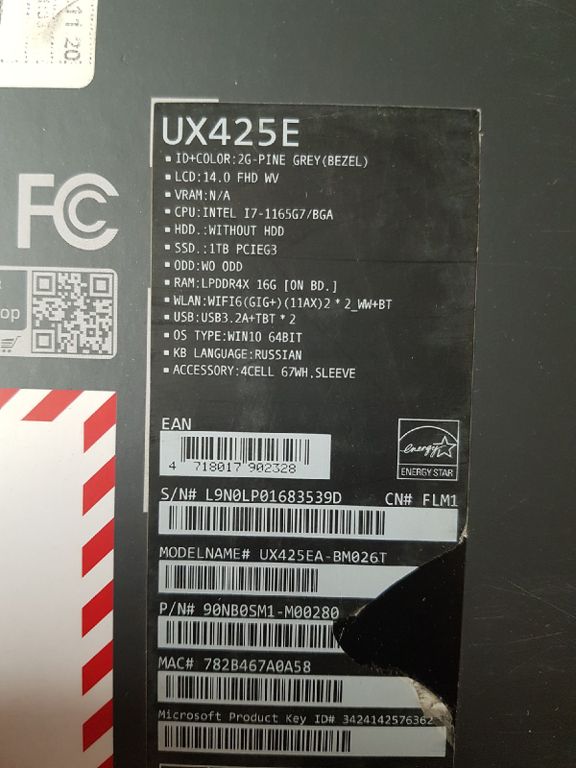 11 20
FC
op
UX425E
▪ ID+COLOR:2G-PINE GREY(BEZEL)
▪ LCD:14.0 FHD WV
▪ VRAM:N/A
▪ CPU:INTEL I7-1165G7/BGA
▪ HDD.:WITHOUT HDD
▪ SSD.:1TB PCIEG3
▪ ODD:WO ODD
▪ RAM:LPDDR4X 16G [ON BD.]
▪ WLAN:WIFI6(GIG+)(11AX)2*2_WW+BT
▪ USB:USB3.2A+TBT*2
▪ OS TYPE:WIN10 64BIT
▪ KB LANGUAGE:RUSSIAN
▪ ACCESSORY:4CELL 67WH,SLEEVE
EAN
4 718017 902328
energy
ENERGY STAR
S/N# L9N0LP01683539D CN# FLM1
MODELNAME# UX425EA-BM026T
P/N# 90NB0SM1-M00280
MAC# 782B467A0A58
Microsoft Product Key ID# 3424142576362